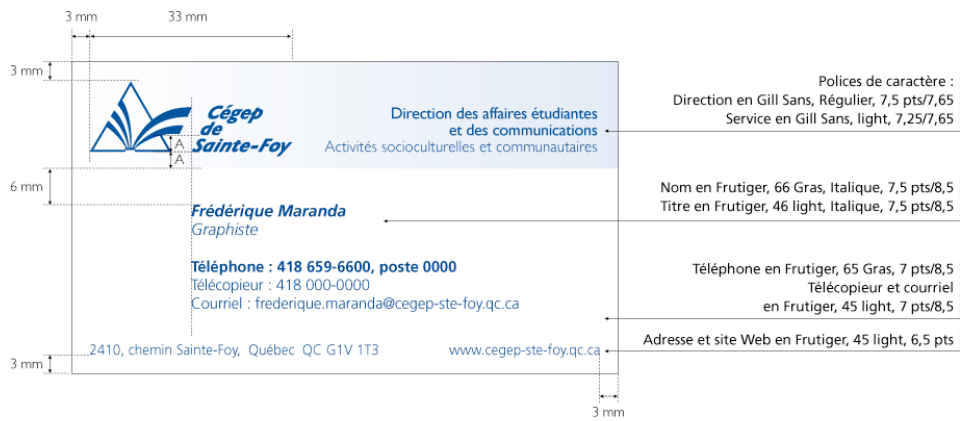 3 mm
33 mm
3 mm
Cégep
de
Sainte-Foy
A
A
Direction des affaires étudiantes
et des communications
Activités socioculturelles et communautaires
Polices de caractère :
Direction en Gill Sans, Régulier, 7,5 pts/7,65
Service en Gill Sans, light, 7,25/7,65
6 mm
Frédérique Maranda
Graphiste
Nom en Frutiger, 66 Gras, Italique, 7,5 pts/8,5
Titre en Frutiger, 46 light, Italique, 7,5 pts/8,5
Téléphone : 418 659-6600, poste 0000
Télécopieur : 418 000-0000
Courriel : frederique.maranda@cegep-ste-foy.qc.ca
Téléphone en Frutiger, 65 Gras, 7 pts/8,5
Télécopieur et courriel
en Frutiger, 45 light, 7 pts/8,5
2410, chemin Sainte-Foy, Québec QC G1V 1T3
www.cegep-ste-foy.qc.ca
Adresse et site Web en Frutiger, 45 light, 6,5 pts
3 mm
3 mm